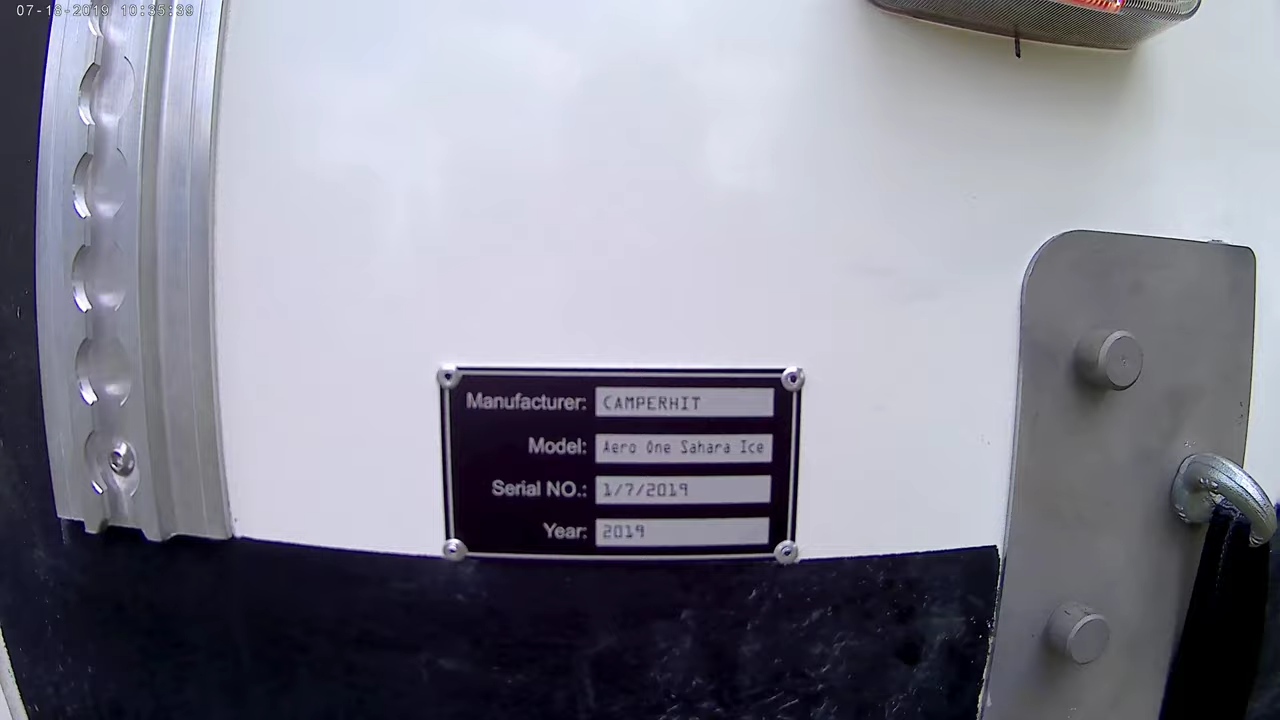 07-18-2019 10:35:39
Manufacturer: CAMPERHIT
Model: Aero One Sahara Ice
Serial NO.: 1/7/2019
Year: 2019